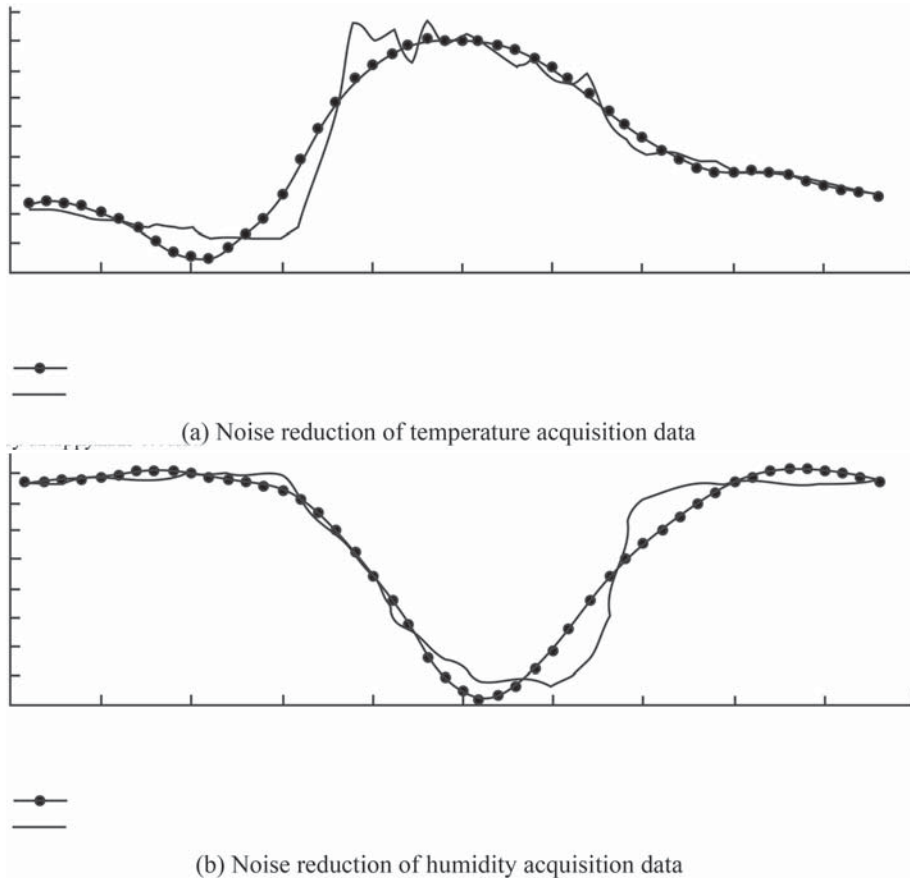 (a) Noise reduction of temperature acquisition data
(b) Noise reduction of humidity acquisition data